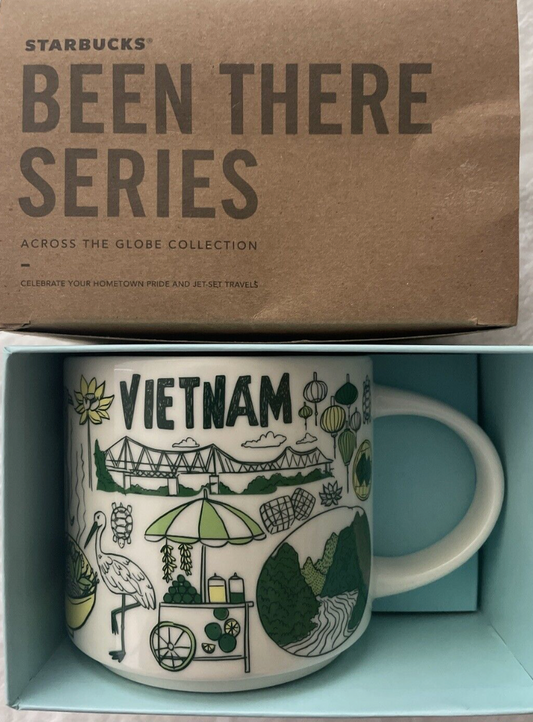 STARBUCKS®
BEEN THERE
SERIES
ACROSS THE GLOBE COLLECTION
–
CELEBRATE YOUR HOMETOWN PRIDE AND JET-SET TRAVELS
VIETNAM